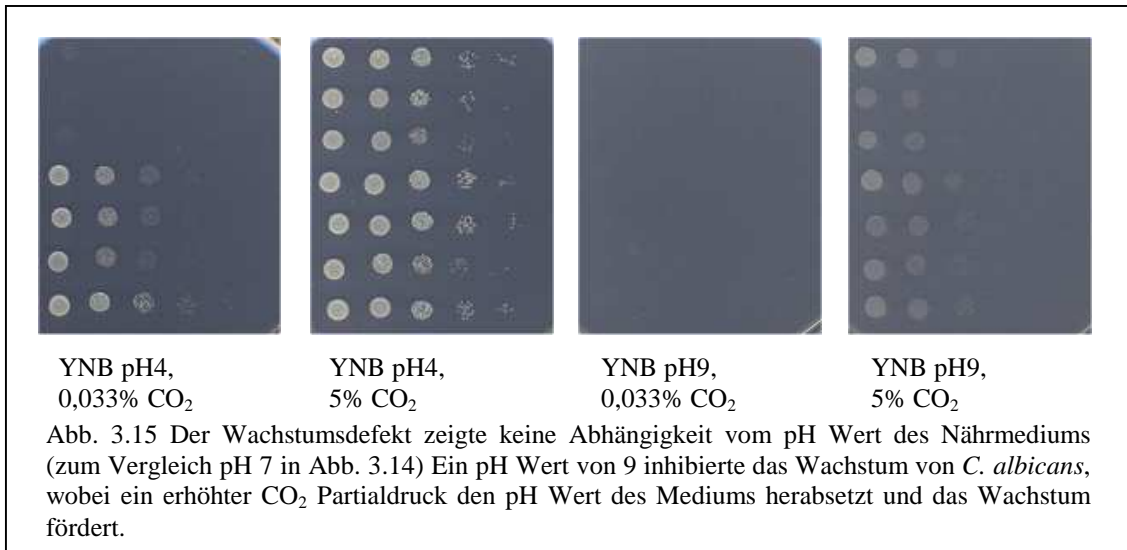 YNB pH4,
0,033% CO₂
YNB pH4,
5% CO₂
YNB pH9,
0,033% CO₂
YNB pH9,
5% CO₂
Abb. 3.15 Der Wachstumsdefekt zeigte keine Abhängigkeit vom pH Wert des Nährmediums
(zum Vergleich pH 7 in Abb. 3.14) Ein pH Wert von 9 inhibierte das Wachstum von C. albicans,
wobei ein erhöhter CO₂ Partialdruck den pH Wert des Mediums herabsetzt und das Wachstum
fördert.